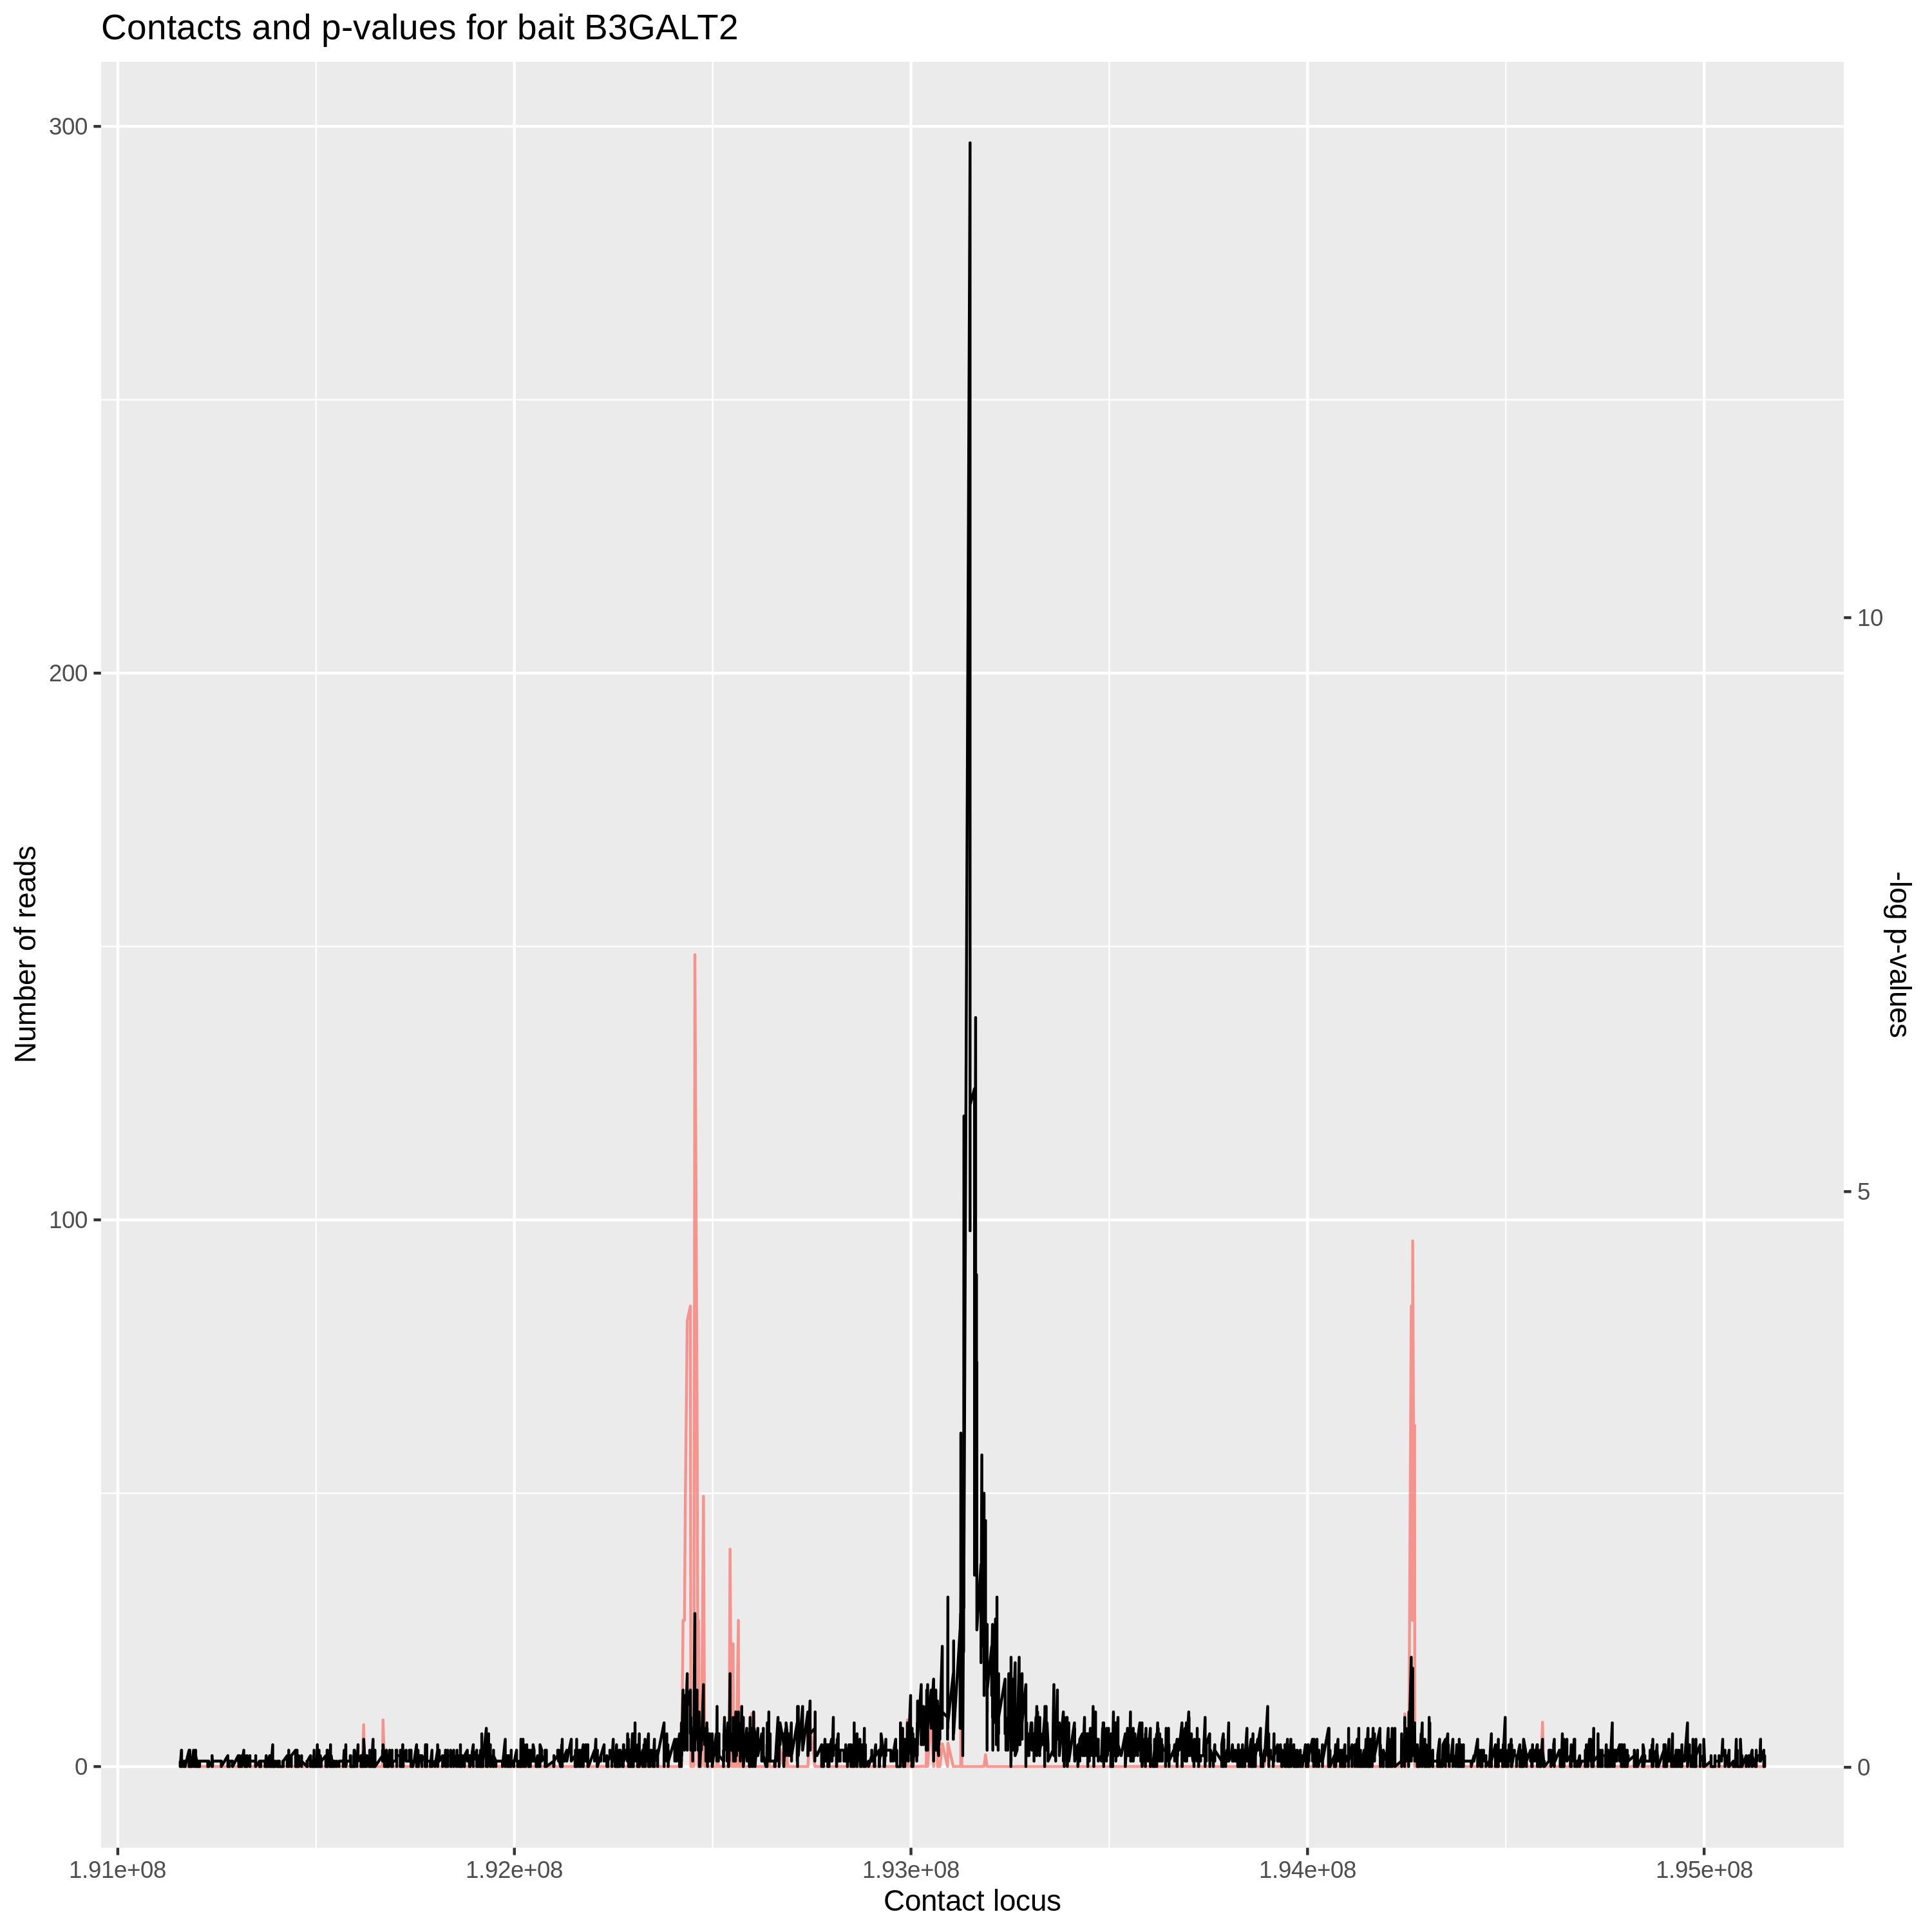 Contacts and p-values for bait B3GALT2
300
200
100
0
Number of reads
10
5
0
-log p-values
1.91e+08
1.92e+08
1.93e+08
1.94e+08
1.95e+08
Contact locus